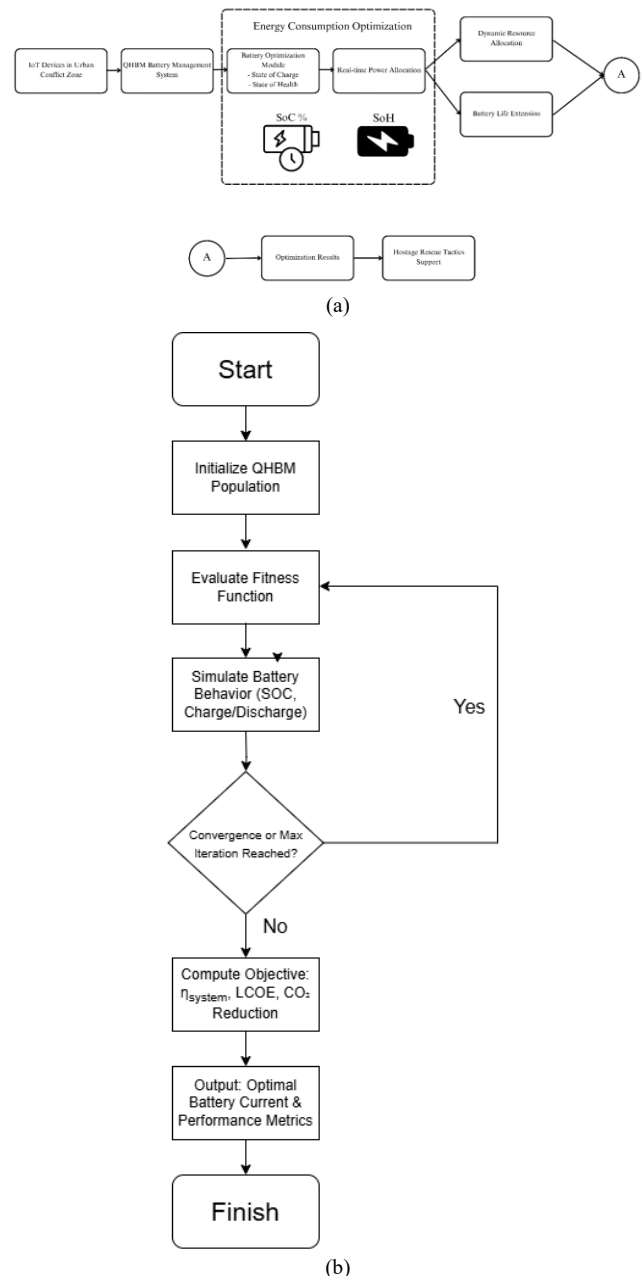 Energy Consumption Optimization
IoT Devices in Urban
Conflict Zone
QHBM Battery Management
System
Battery Optimization
Module
- State of Charge
- State of Health
Real-time Power Allocation
Dynamic Resource
Allocation
Battery Life Extension
A
SoC %
SoH
A
Optimization Results
Hostage Rescue Tactics
Support
(a)
Start
Initialize QHBM
Population
Evaluate Fitness
Function
Simulate Battery
Behavior (SOC,
Charge/Discharge)
Yes
Convergence or Max
Iteration Reached?
No
Compute Objective:
ηsystem, LCOE, CO₂
Reduction
Output: Optimal
Battery Current &
Performance Metrics
Finish
(b)